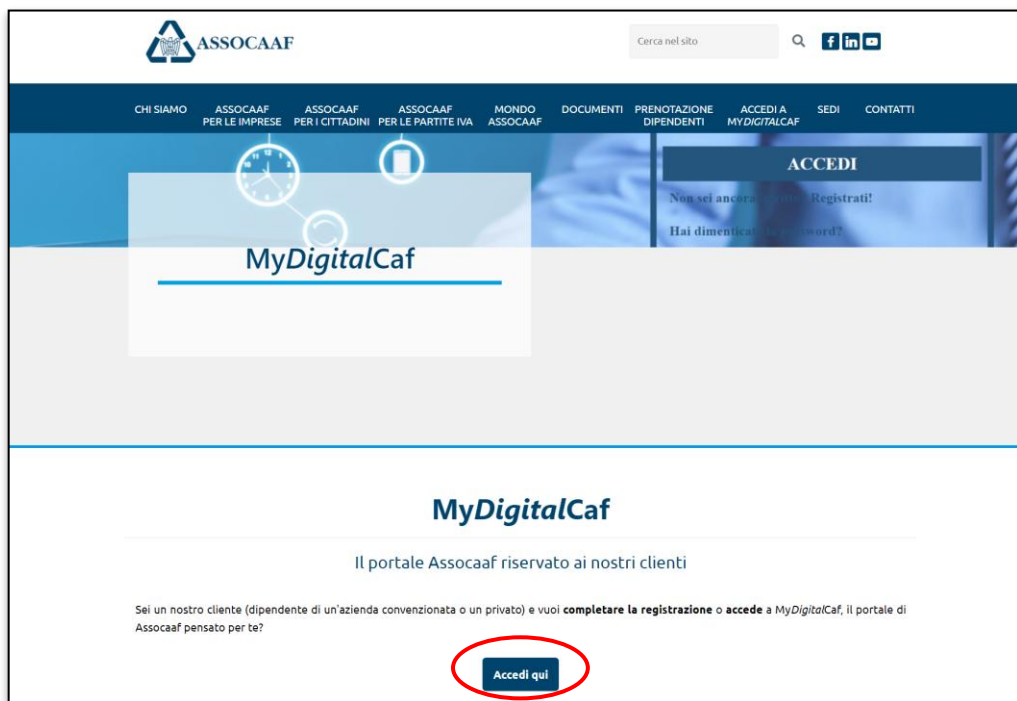 ASSOCAAF
Cerca nel sito
CHI SIAMO
ASSOCAAF
PER LE IMPRESE
ASSOCAAF
PER I CITTADINI
ASSOCAAF
PER LE PARTITE IVA
MONDO
ASSOCAAF
DOCUMENTI
PRENOTAZIONE
DIPENDENTI
ACCEDI A
MYDIGITALCAF
SEDI
CONTATTI
ACCEDI
Non sei ancora Registrati!
Hai dimenticato password?
MyDigitalCaf
MyDigitalCaf
Il portale Assocaaf riservato ai nostri clienti
Sei un nostro cliente (dipendente di un'azienda convenzionata o un privato) e vuoi completare la registrazione o accede a MyDigitalCaf, il portale di
Assocaaf pensato per te?
Accedi qui